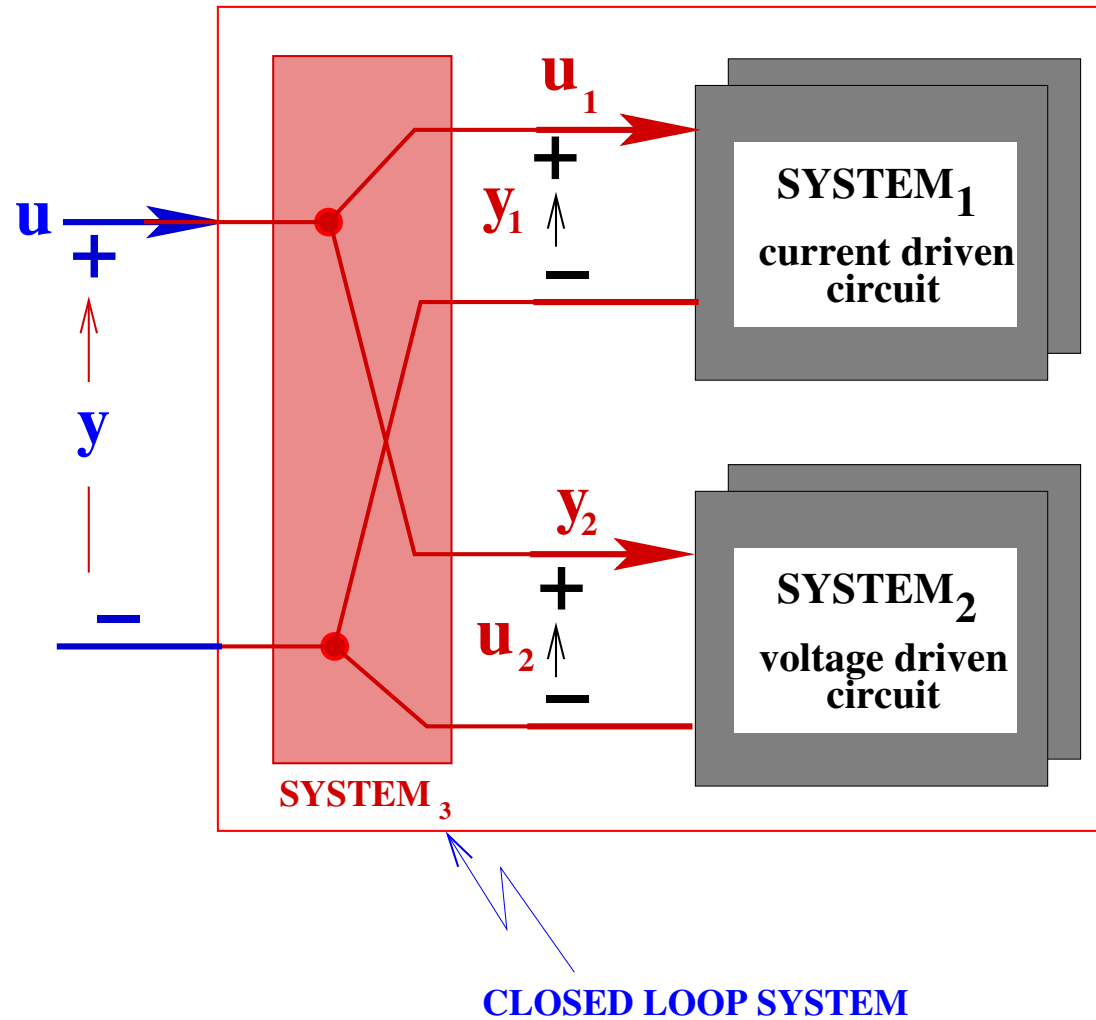 u₁
+
y₁
−
SYSTEM₁
current driven
circuit
u
+
y
−
y₂
+
u₂
−
SYSTEM₂
voltage driven
circuit
SYSTEM₃
CLOSED LOOP SYSTEM